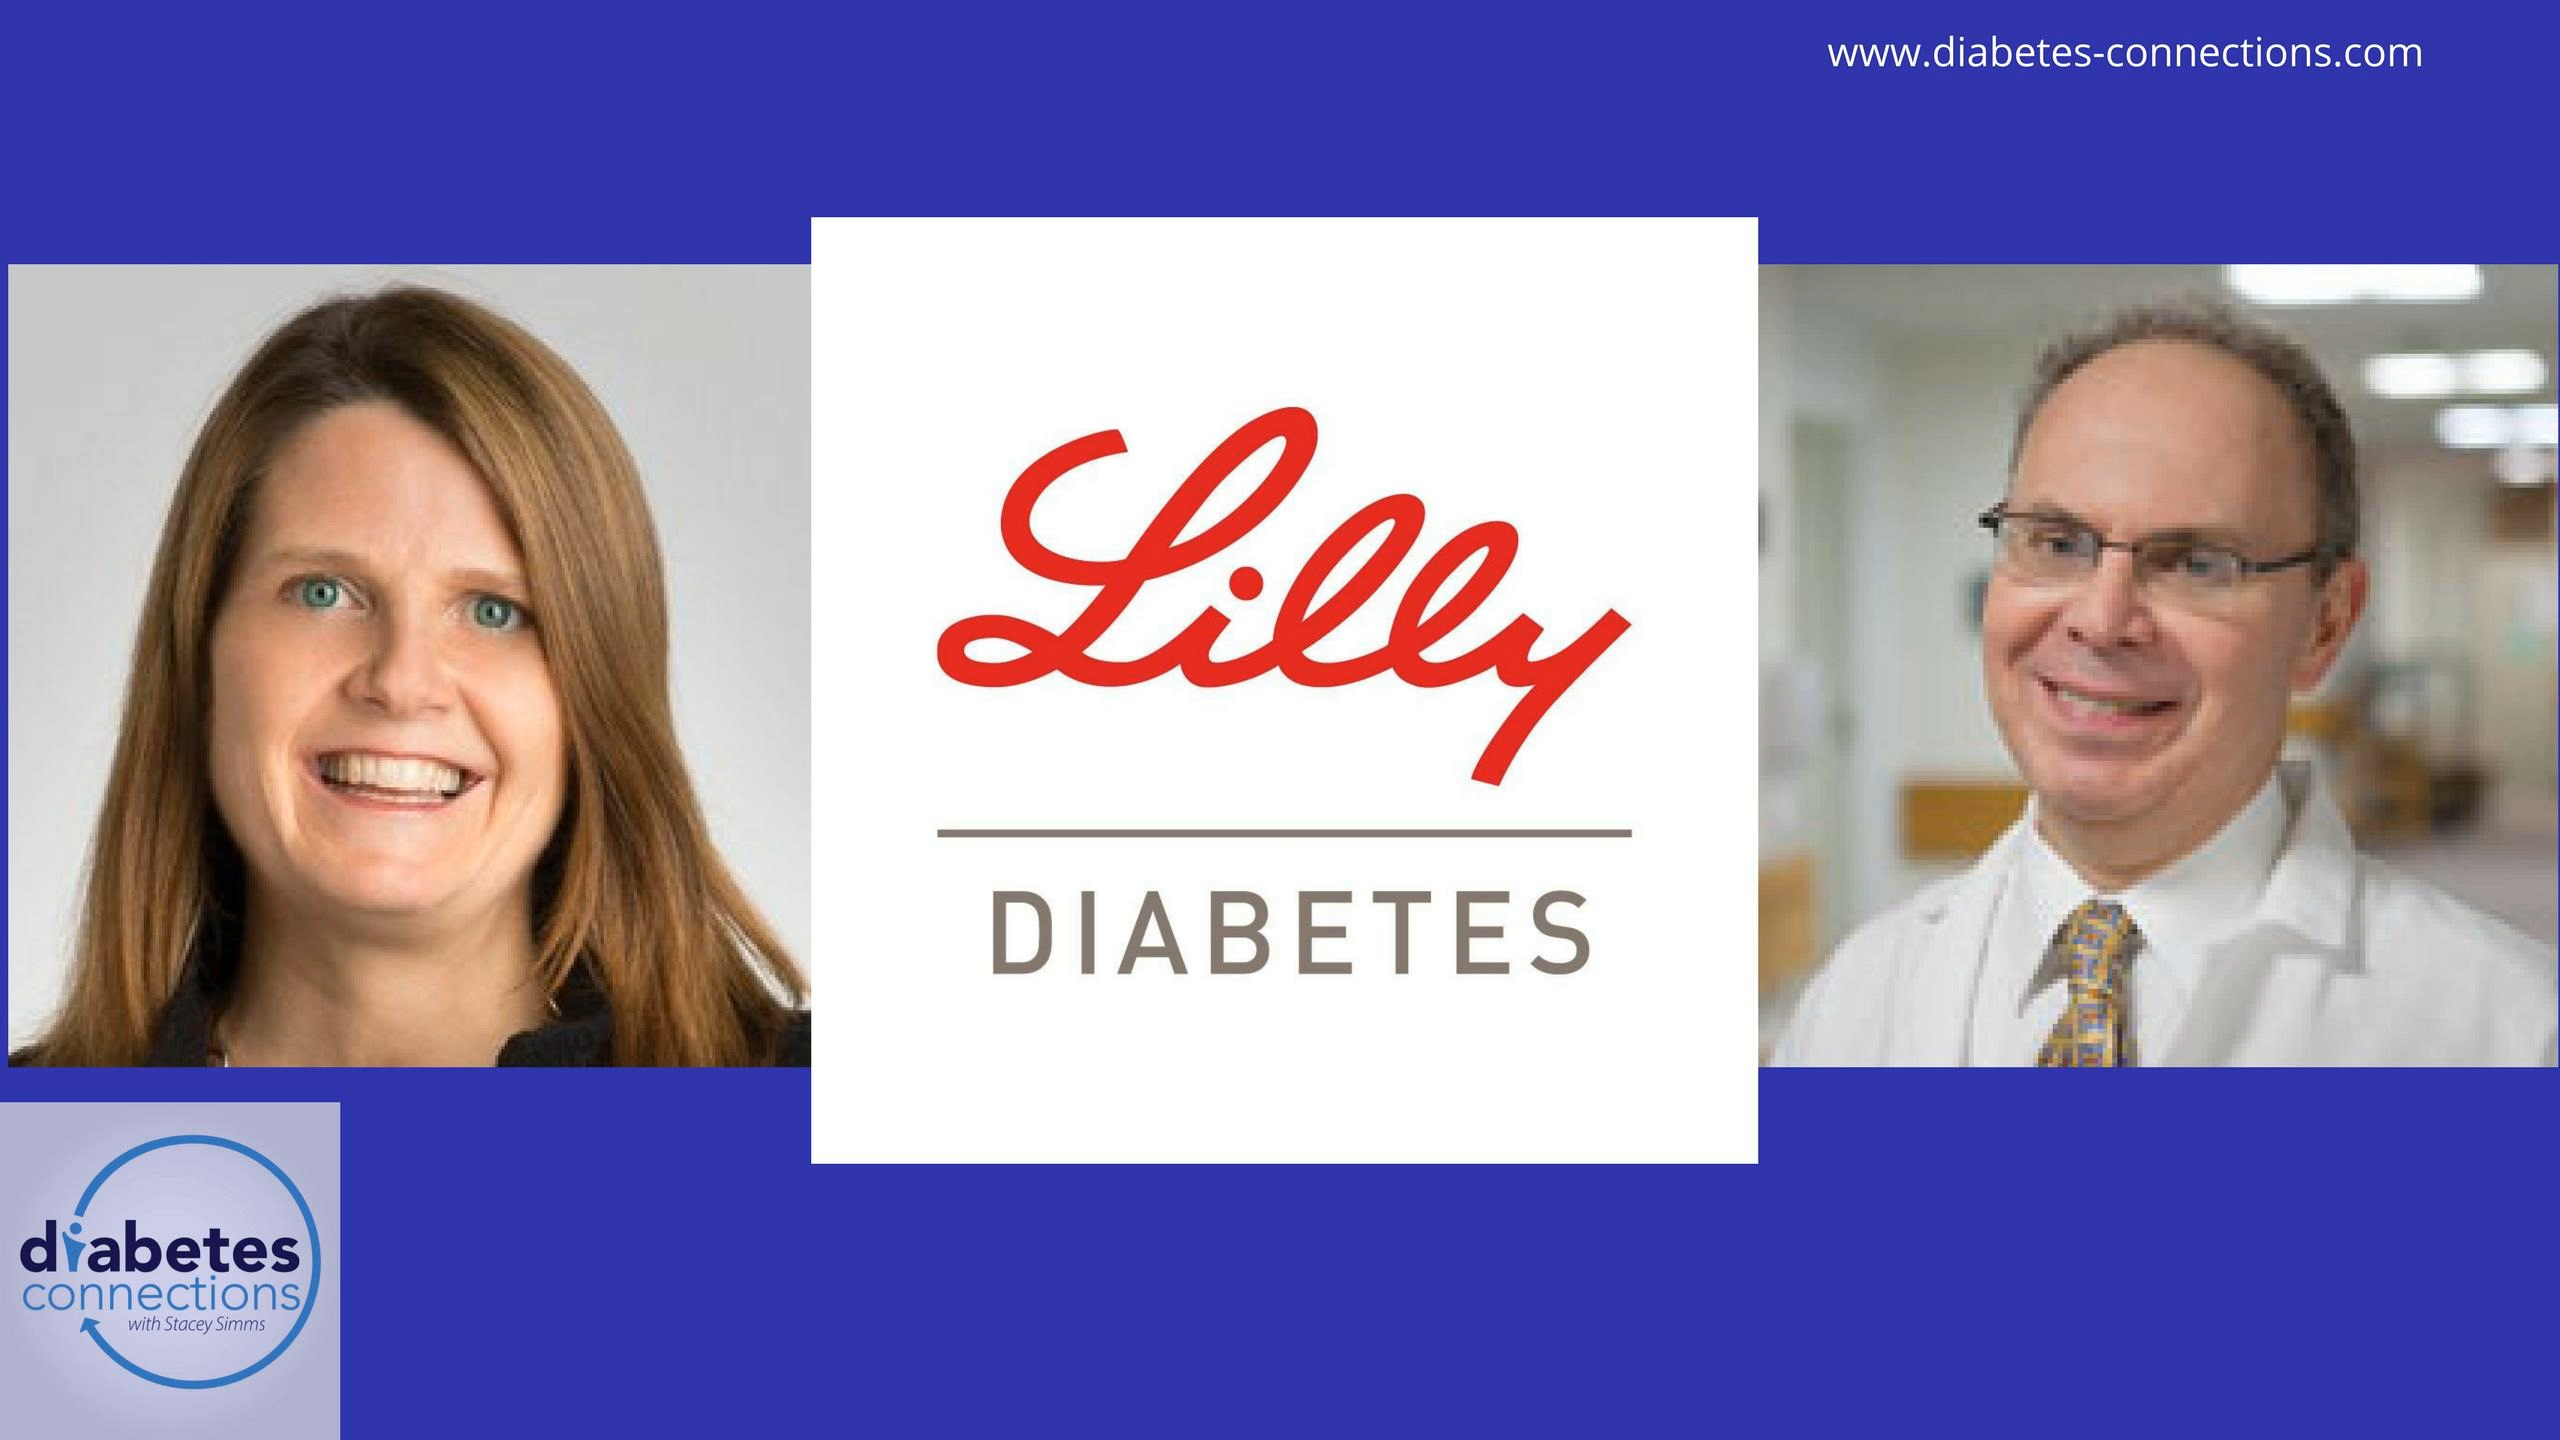 www.diabetes-connections.com
Lilly
DIABETES
diabetes
connections
with Stacey Simms